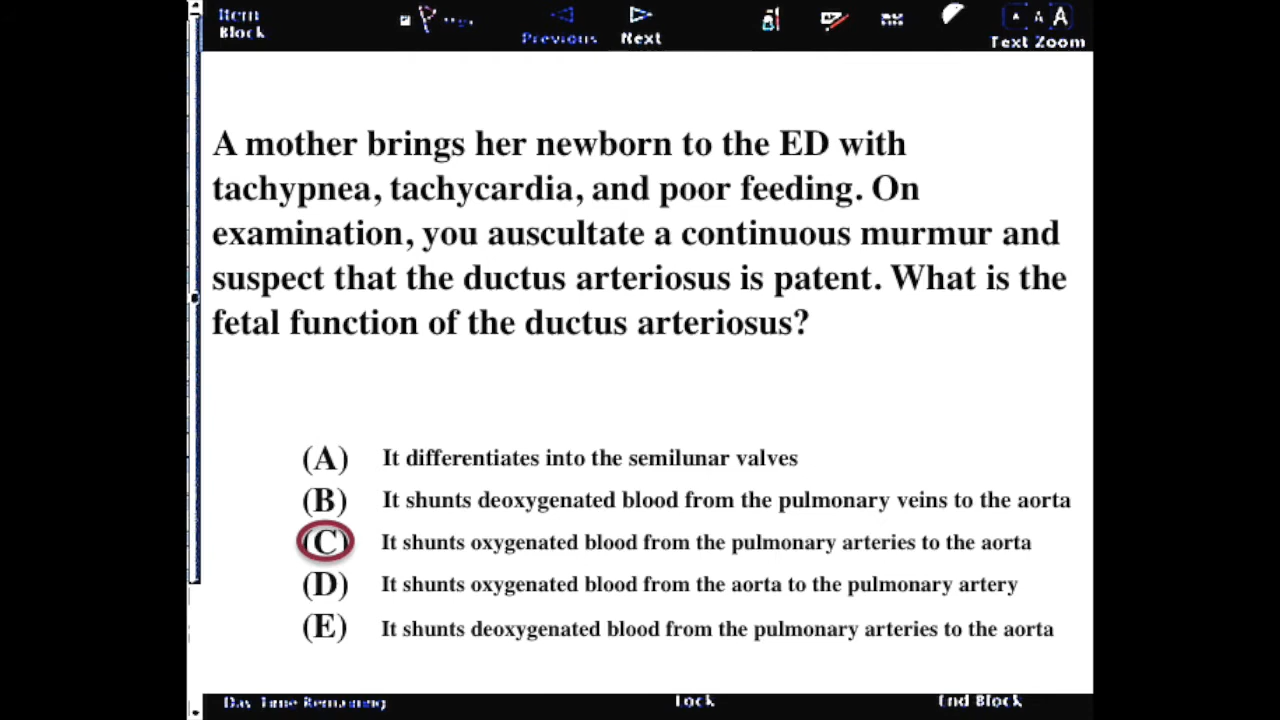 Item
Block
Previous
Next
Text Zoom
A mother brings her newborn to the ED with
tachypnea, tachycardia, and poor feeding. On
examination, you auscultate a continuous murmur and
suspect that the ductus arteriosus is patent. What is the
fetal function of the ductus arteriosus?
(A) It differentiates into the semilunar valves
(B) It shunts deoxygenated blood from the pulmonary veins to the aorta
(C) It shunts oxygenated blood from the pulmonary arteries to the aorta
(D) It shunts oxygenated blood from the aorta to the pulmonary artery
(E) It shunts deoxygenated blood from the pulmonary arteries to the aorta
Time Remaining
Lock
End Block